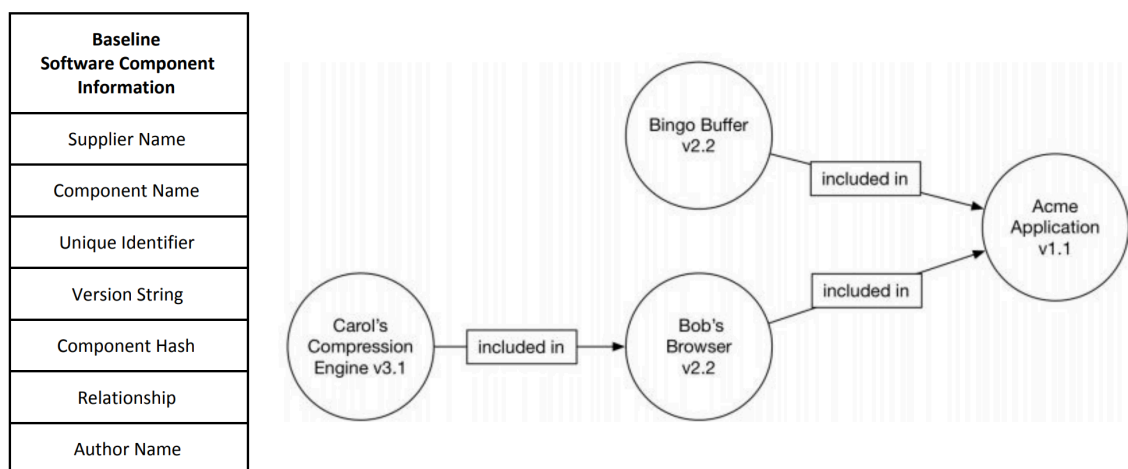 Baseline
Software Component
Information
Supplier Name
Component Name
Unique Identifier
Version String
Component Hash
Relationship
Author Name
Bingo Buffer
v2.2
included in
Acme
Application
v1.1
included in
Carol's
Compression
Engine v3.1
included in
Bob's
Browser
v2.2